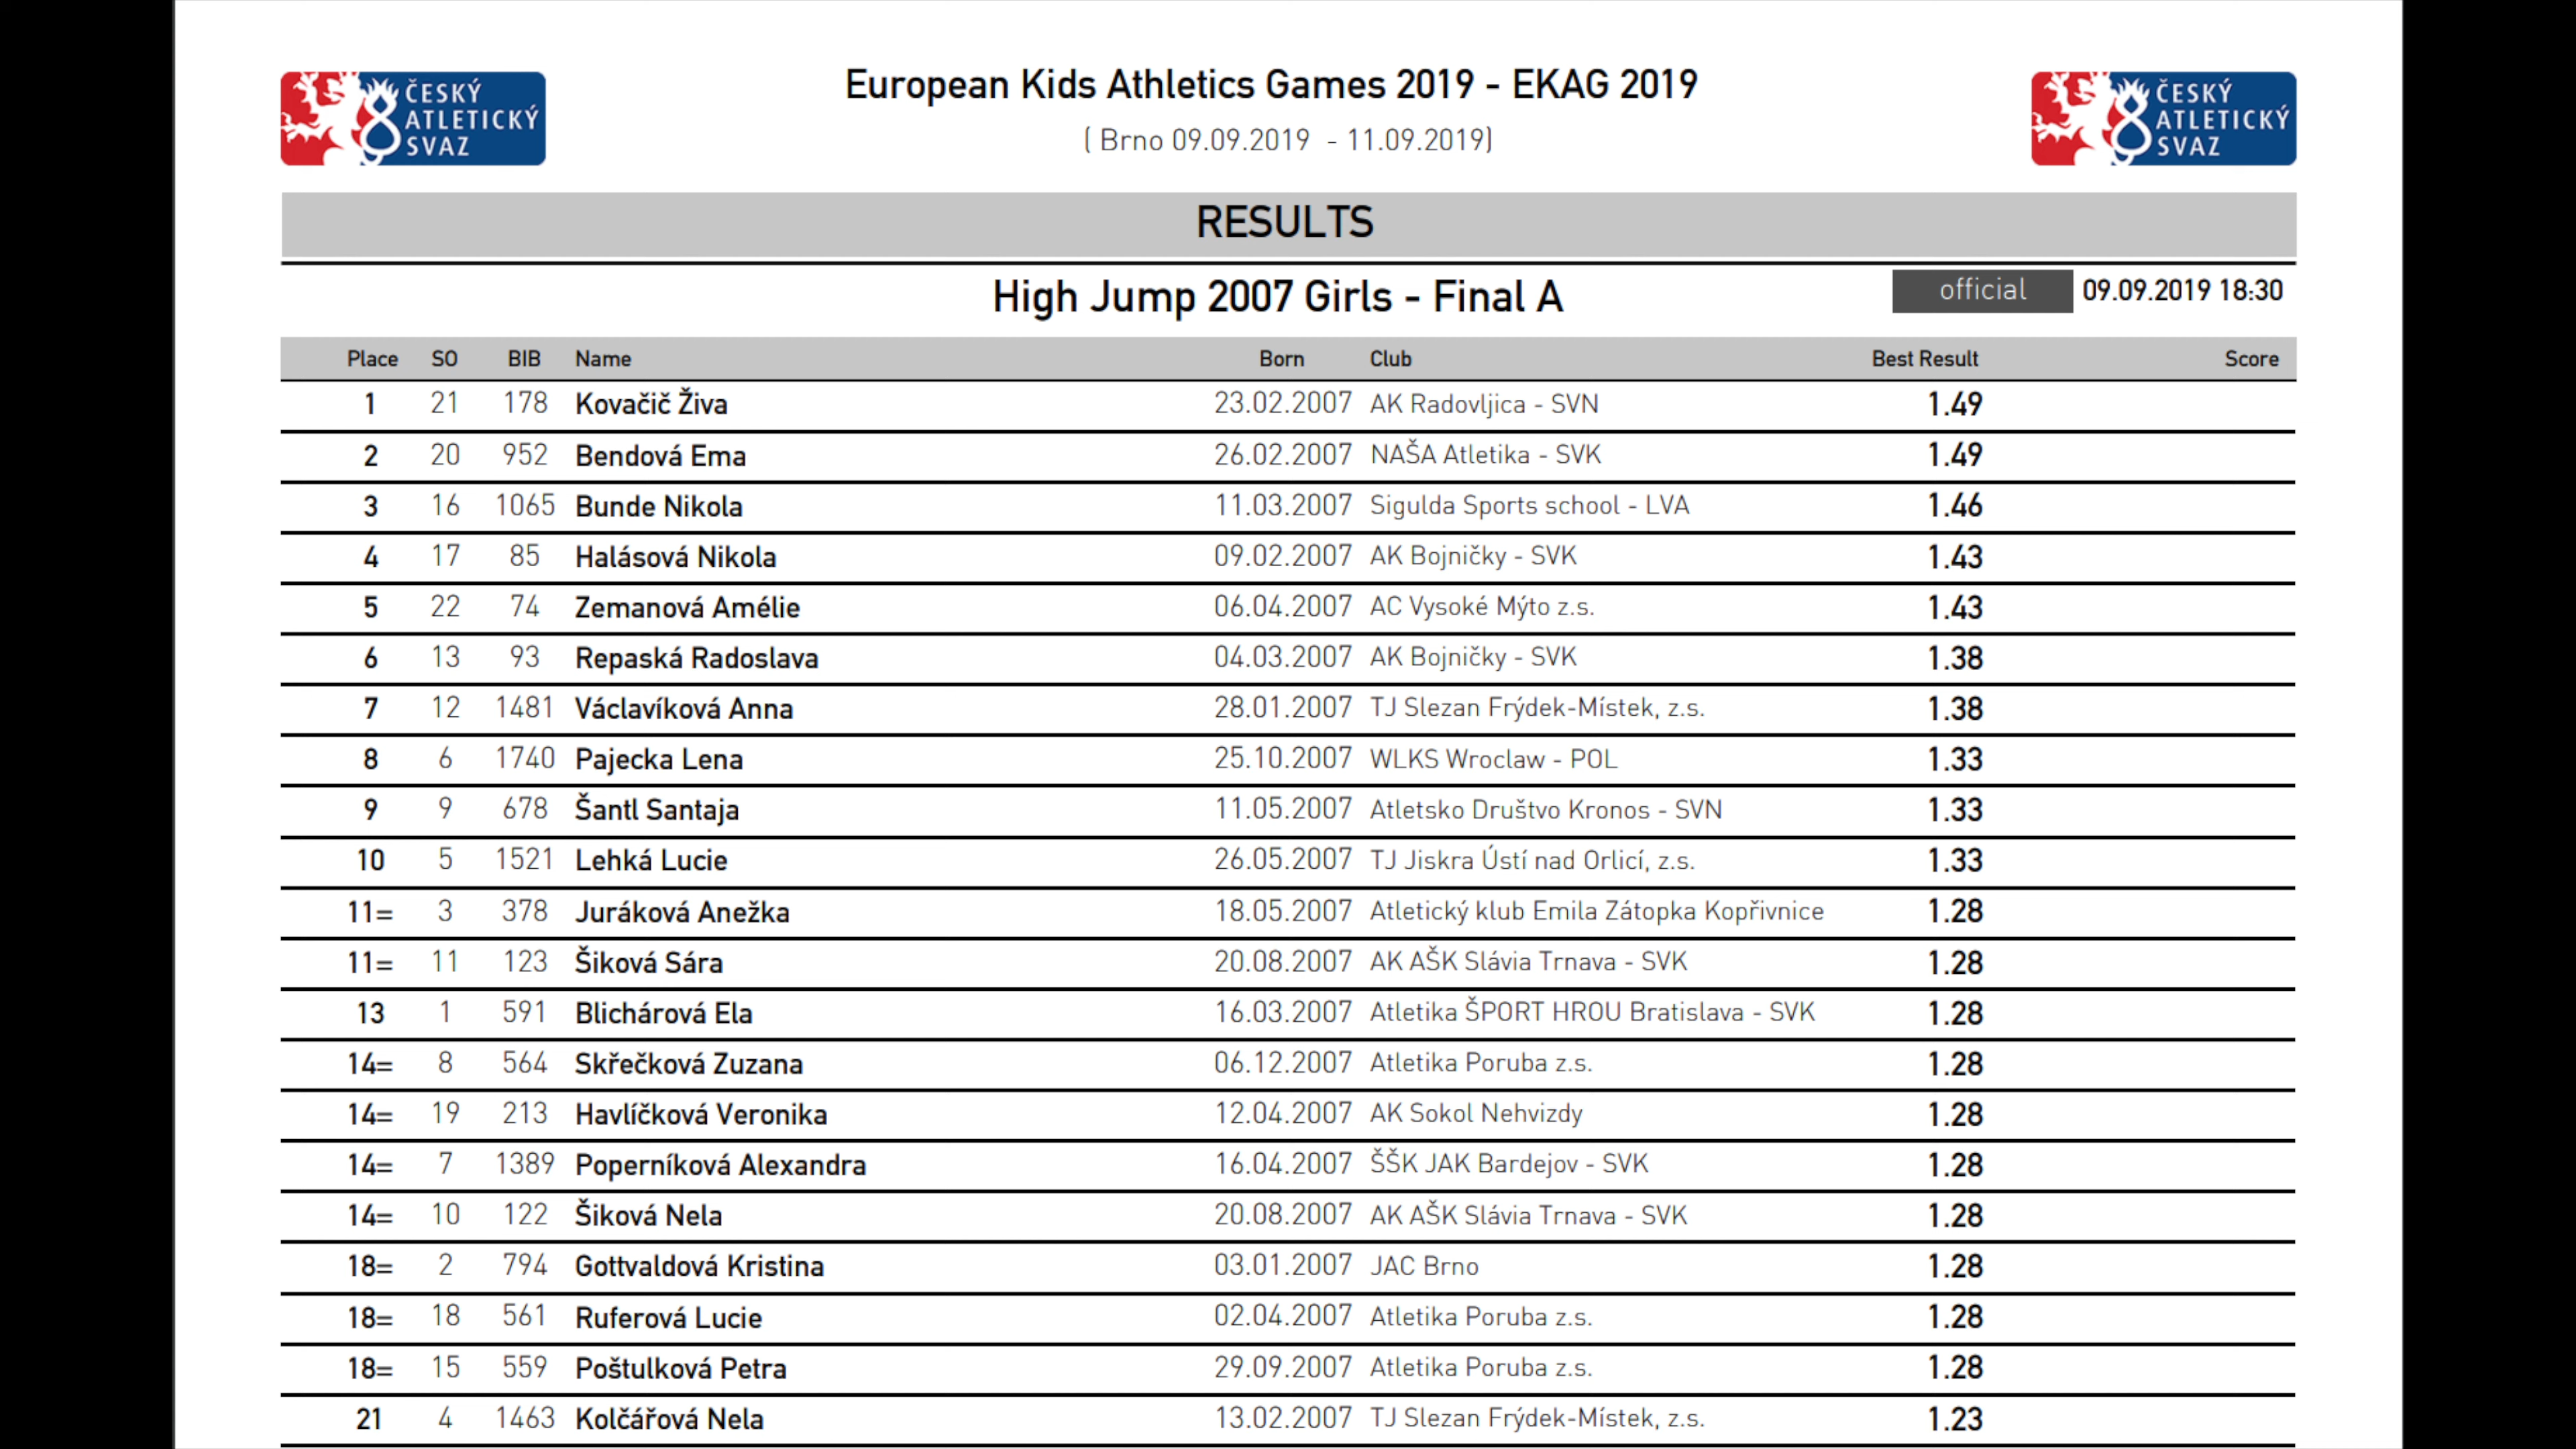 ČESKÝ
ATLETICKÝ
SVAZ
European Kids Athletics Games 2019 - EKAG 2019
( Brno 09.09.2019 - 11.09.2019)
ČESKÝ
ATLETICKÝ
SVAZ
RESULTS
High Jump 2007 Girls - Final A
official 09.09.2019 18:30
Place SO BIB Name Born Club Best Result Score
1 21 178 Kovačič Živa 23.02.2007 AK Radovljica - SVN 1.49
2 20 952 Bendová Ema 26.02.2007 NAŠA Atletika - SVK 1.49
3 16 1065 Bunde Nikola 11.03.2007 Sigulda Sports school - LVA 1.46
4 17 85 Halásová Nikola 09.02.2007 AK Bojničky - SVK 1.43
5 22 74 Zemanová Amélie 06.04.2007 AC Vysoké Mýto z.s. 1.43
6 13 93 Repaská Radoslava 04.03.2007 AK Bojničky - SVK 1.38
7 12 1481 Václavíková Anna 28.01.2007 TJ Slezan Frýdek-Místek, z.s. 1.38
8 6 1740 Pajecka Lena 25.10.2007 WLKS Wroclaw - POL 1.33
9 9 678 Šantl Santaja 11.05.2007 Atletsko Društvo Kronos - SVN 1.33
10 5 1521 Lehká Lucie 26.05.2007 TJ Jiskra Ústí nad Orlicí, z.s. 1.33
11= 3 378 Juráková Anežka 18.05.2007 Atletický klub Emila Zátopka Kopřivnice 1.28
11= 11 123 Šiková Sára 20.08.2007 AK AŠK Slávia Trnava - SVK 1.28
13 1 591 Blichárová Ela 16.03.2007 Atletika ŠPORT HROU Bratislava - SVK 1.28
14= 8 564 Skřečková Zuzana 06.12.2007 Atletika Poruba z.s. 1.28
14= 19 213 Havlíčková Veronika 12.04.2007 AK Sokol Nehvizdy 1.28
14= 7 1389 Poperníková Alexandra 16.04.2007 ŠŠK JAK Bardejov - SVK 1.28
14= 10 122 Šiková Nela 20.08.2007 AK AŠK Slávia Trnava - SVK 1.28
18= 2 794 Gottvaldová Kristina 03.01.2007 JAC Brno 1.28
18= 18 561 Ruferová Lucie 02.04.2007 Atletika Poruba z.s. 1.28
18= 15 559 Poštulková Petra 29.09.2007 Atletika Poruba z.s. 1.28
21 4 1463 Kolčářová Nela 13.02.2007 TJ Slezan Frýdek-Místek, z.s. 1.23